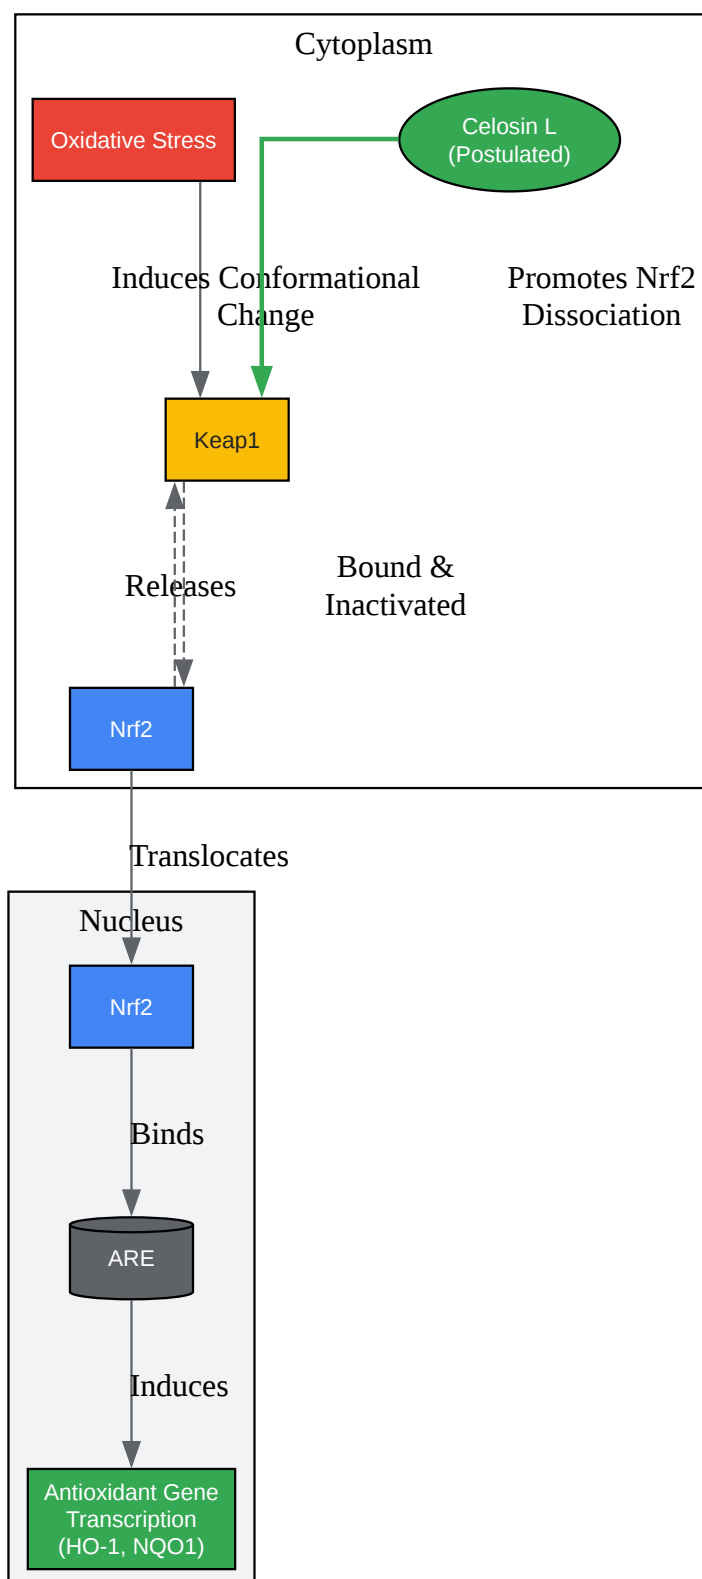 Cytoplasm
Oxidative Stress
Celosin L
(Postulated)
Induces Conformational
Change
Promotes Nrf2
Dissociation
Keap1
Releases
Bound &
Inactivated
Nrf2
Translocates
Nucleus
Nrf2
Binds
ARE
Induces
Antioxidant Gene
Transcription
(HO-1, NQO1)